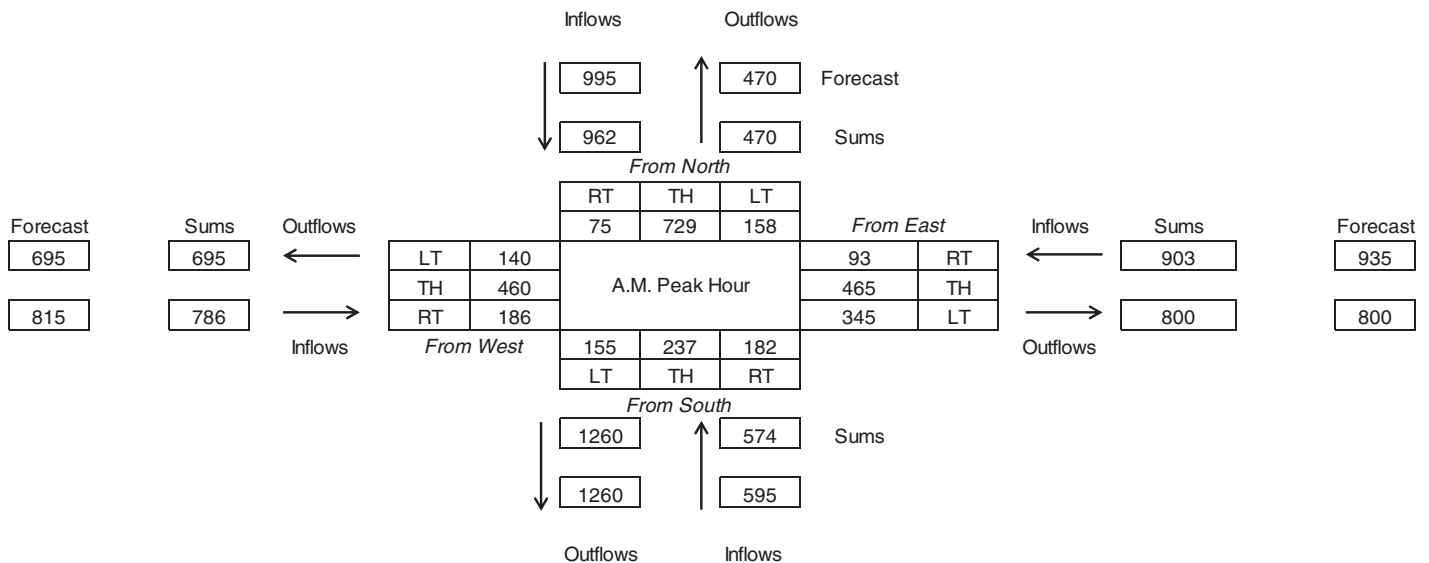 Inflows Outflows
995 470 Forecast
962 470 Sums
From North
RT TH LT
Forecast Sums Outflows 75 729 158 From East Inflows Sums Forecast
695 695 LT 140 93 RT 903 935
TH 460 A.M. Peak Hour 465 TH
815 786 RT 186 345 LT 800 800
Inflows From West 155 237 182 Outflows
LT TH RT
From South
1260 574 Sums
1260 595
Outflows Inflows